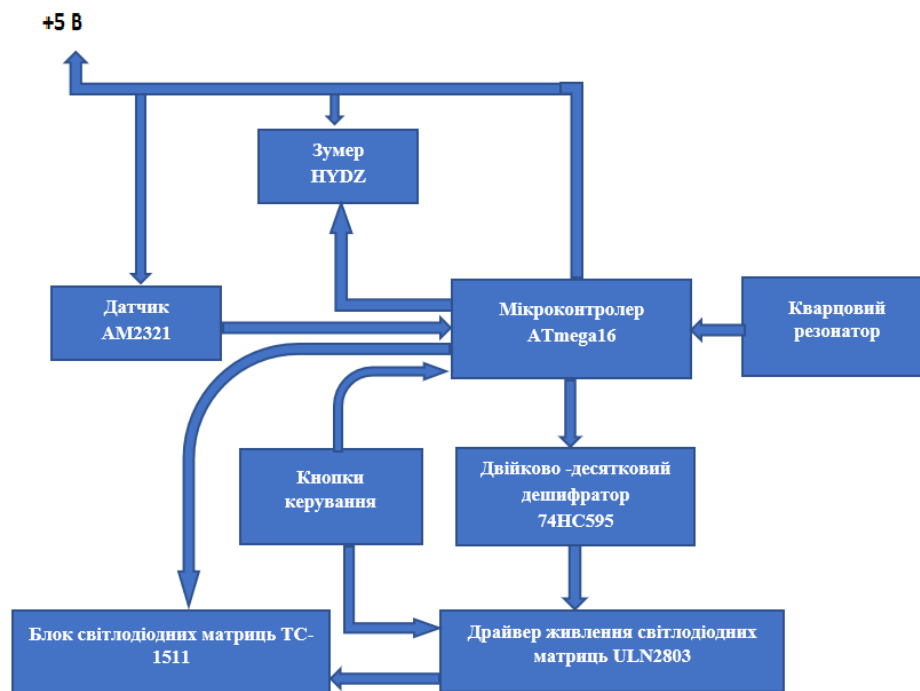 +5 В
Зумер
HYDZ
Датчик
AM2321
Мікроконтролер
ATmega16
Кварцовий
резонатор
Кнопки
керування
Двійково -десятковий
дешифратор
74HC595
Блок світлодіодних матриць TC-
1511
Драйвер живлення світлодіодних
матриць ULN2803